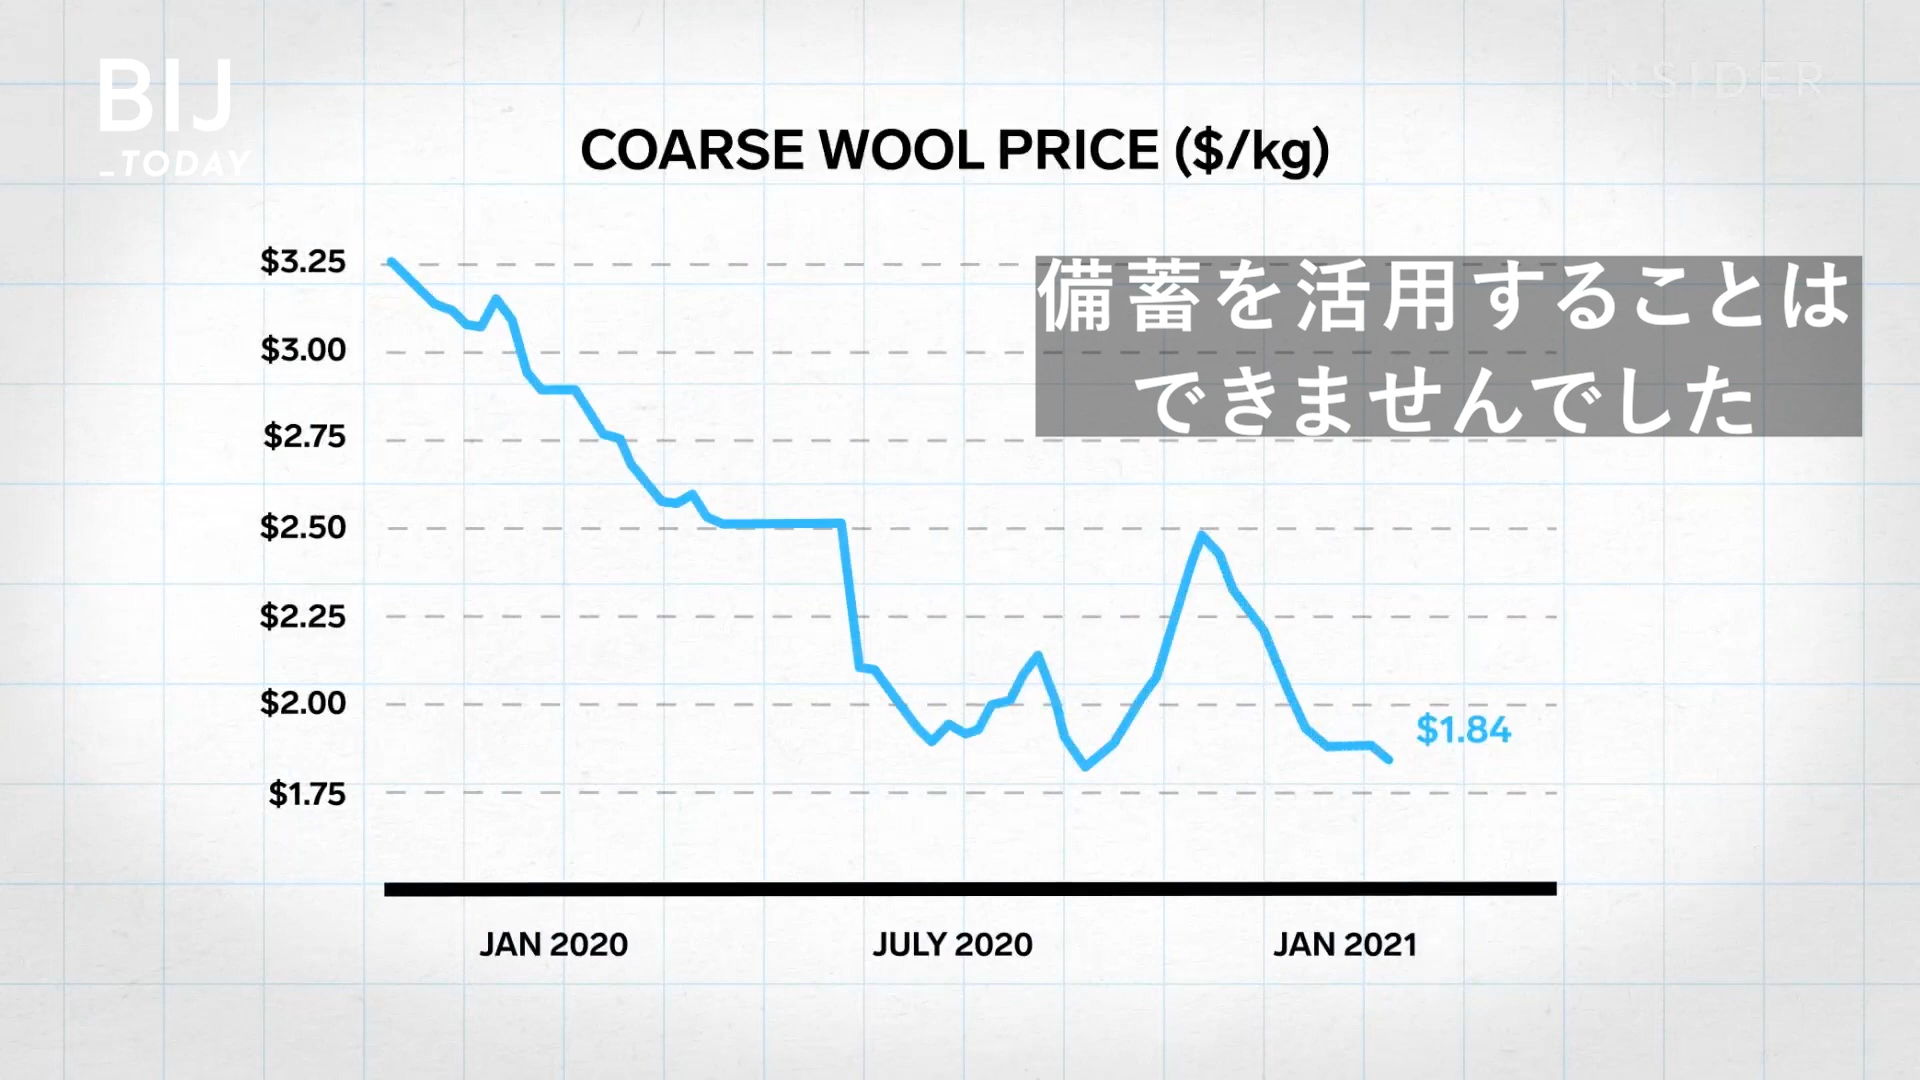 BIJ
_TODAY
INSIDER
COARSE WOOL PRICE ($/kg)
備蓄を活用することは
できませんでした
$3.25
$3.00
$2.75
$2.50
$2.25
$2.00
$1.75
$1.84
JAN 2020
JULY 2020
JAN 2021